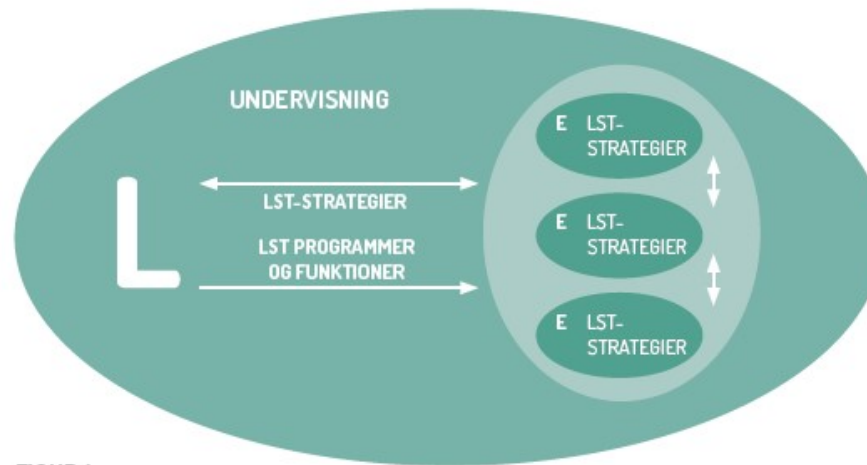 UNDERVISNING
L
LST-STRATEGIER
LST PROGRAMMER
OG FUNKTIONER
E LST-
STRATEGIER
E LST-
STRATEGIER
E LST-
STRATEGIER